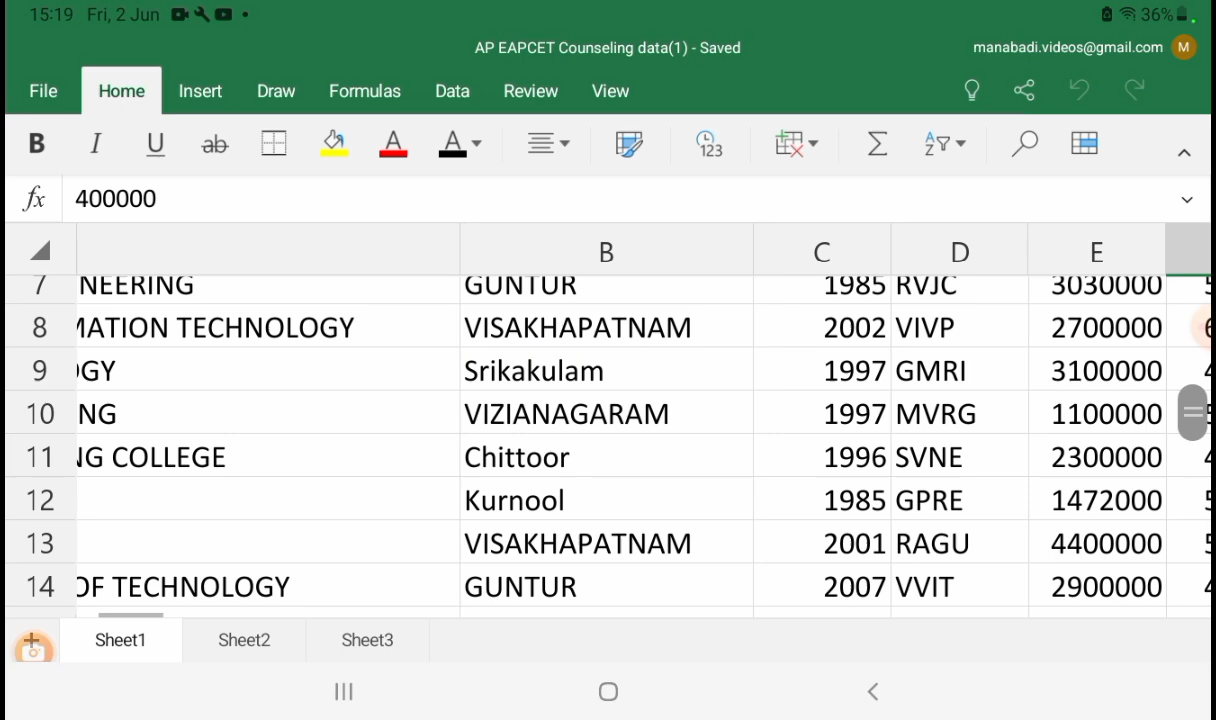 15:19 Fri, 2 Jun 36%
AP EAPCET Counseling data(1) - Saved manabadi.videos@gmail.com M
File Home Insert Draw Formulas Data Review View
B I U ab A A 123 A Z
fx 400000
B C D E
7 NEERING GUNTUR 1985 RVJC 3030000
8 MATION TECHNOLOGY VISAKHAPATNAM 2002 VIVP 2700000
9 OGY Srikakulam 1997 GMRI 3100000
10 NG VIZIANAGARAM 1997 MVRG 1100000
11 NG COLLEGE Chittoor 1996 SVNE 2300000
12 Kurnool 1985 GPRE 1472000
13 VISAKHAPATNAM 2001 RAGU 4400000
14 OF TECHNOLOGY GUNTUR 2007 VVIT 2900000
Sheet1 Sheet2 Sheet3